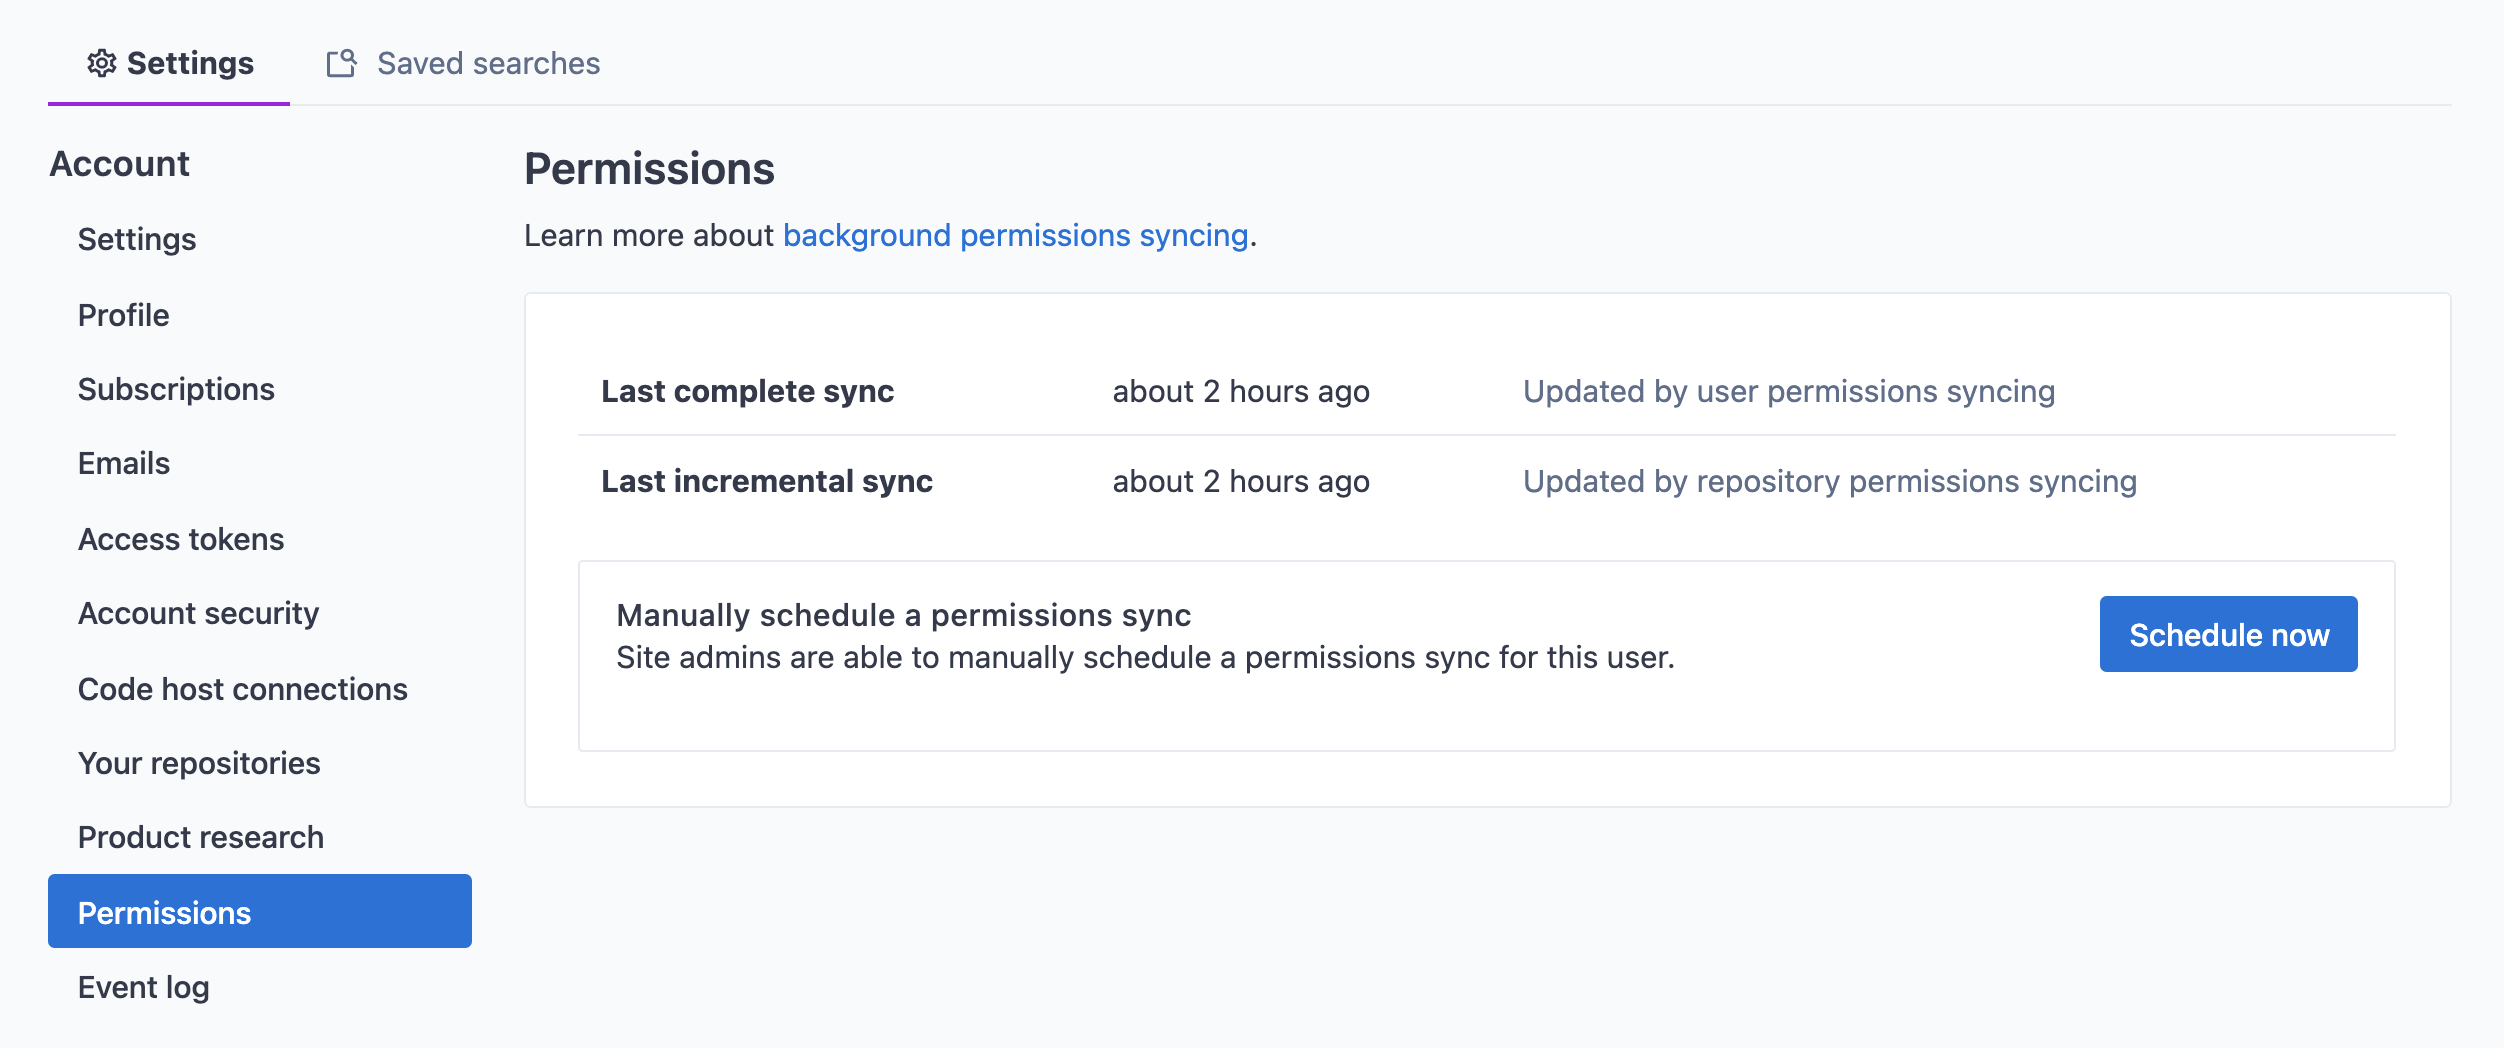 Settings
Saved searches
Account
Settings
Profile
Subscriptions
Emails
Access tokens
Account security
Code host connections
Your repositories
Product research
Permissions
Event log
Permissions
Learn more about background permissions syncing.
Last complete sync about 2 hours ago Updated by user permissions syncing
Last incremental sync about 2 hours ago Updated by repository permissions syncing
Manually schedule a permissions sync
Site admins are able to manually schedule a permissions sync for this user.
Schedule now